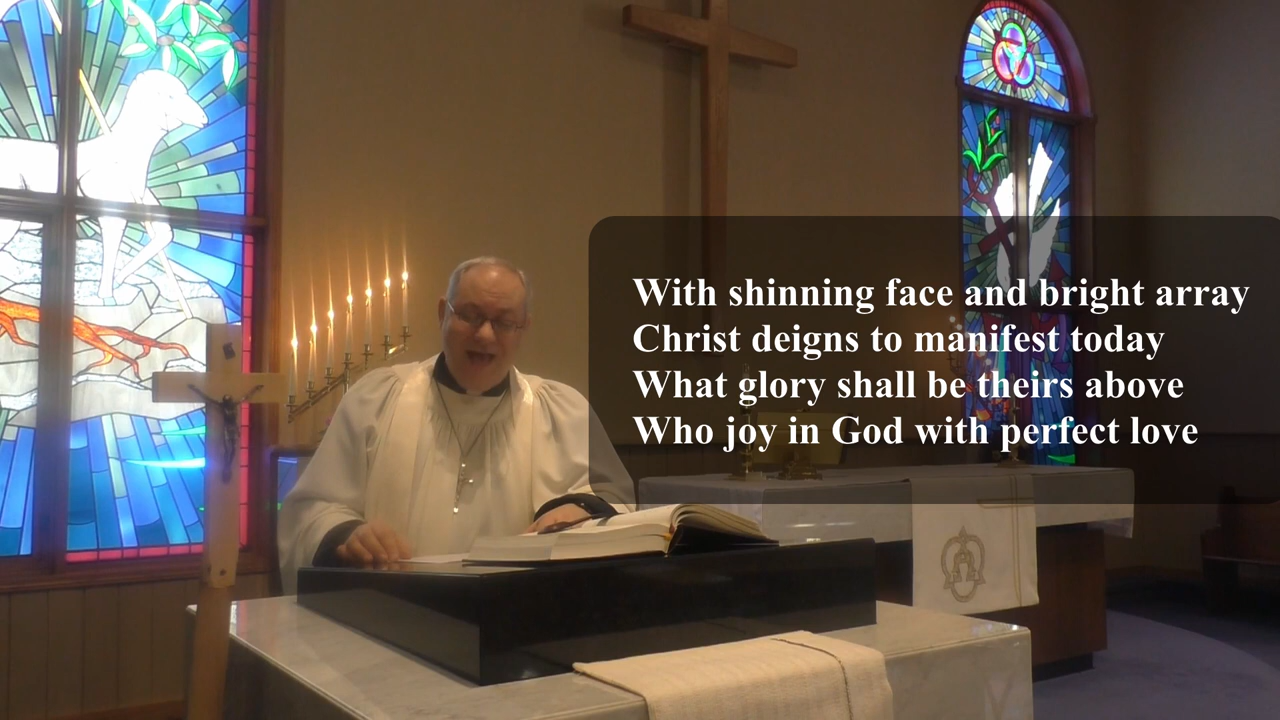 With shinning face and bright array
Christ deigns to manifest today
What glory shall be theirs above
Who joy in God with perfect love